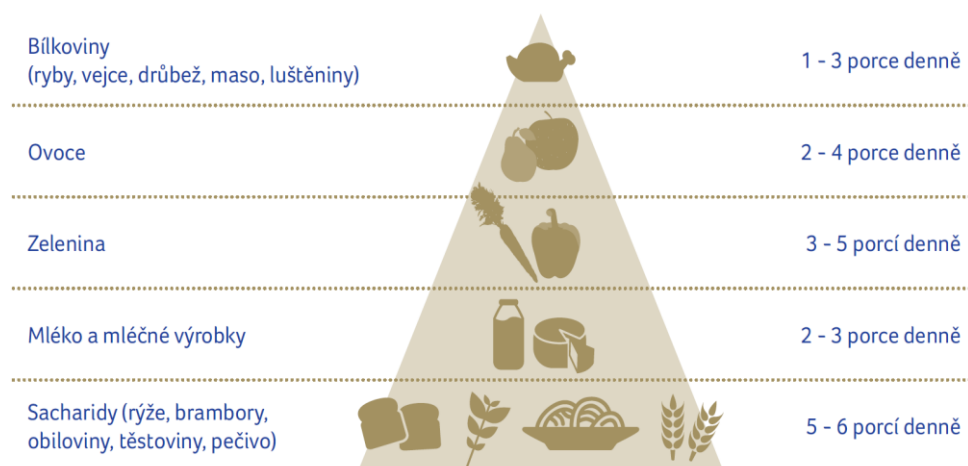 Bílkoviny
(ryby, vejce, drůbež, maso, luštěniny)
1 - 3 porce denně
Ovoce
2 - 4 porce denně
Zelenina
3 - 5 porcí denně
Mléko a mléčné výrobky
2 - 3 porce denně
Sacharidy (rýže, brambory,
obiloviny, těstoviny, pečivo)
5 - 6 porcí denně